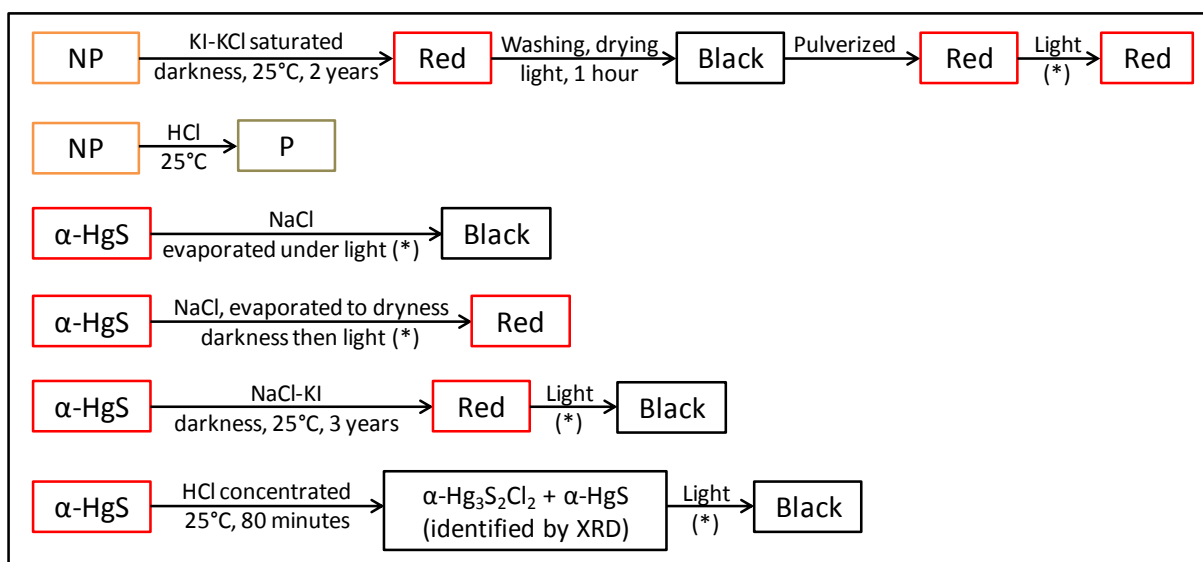 NP
KI-KCl saturated
darkness, 25°C, 2 years
Red
Washing, drying
light, 1 hour
Black
Pulverized
Red
Light
(*)
Red
NP
HCl
25°C
P
α-HgS
NaCl
evaporated under light (*)
Black
α-HgS
NaCl, evaporated to dryness
darkness then light (*)
Red
α-HgS
NaCl-KI
darkness, 25°C, 3 years
Red
Light
(*)
Black
α-HgS
HCl concentrated
25°C, 80 minutes
α-Hg₃S₂Cl₂ + α-HgS
(identified by XRD)
Light
(*)
Black